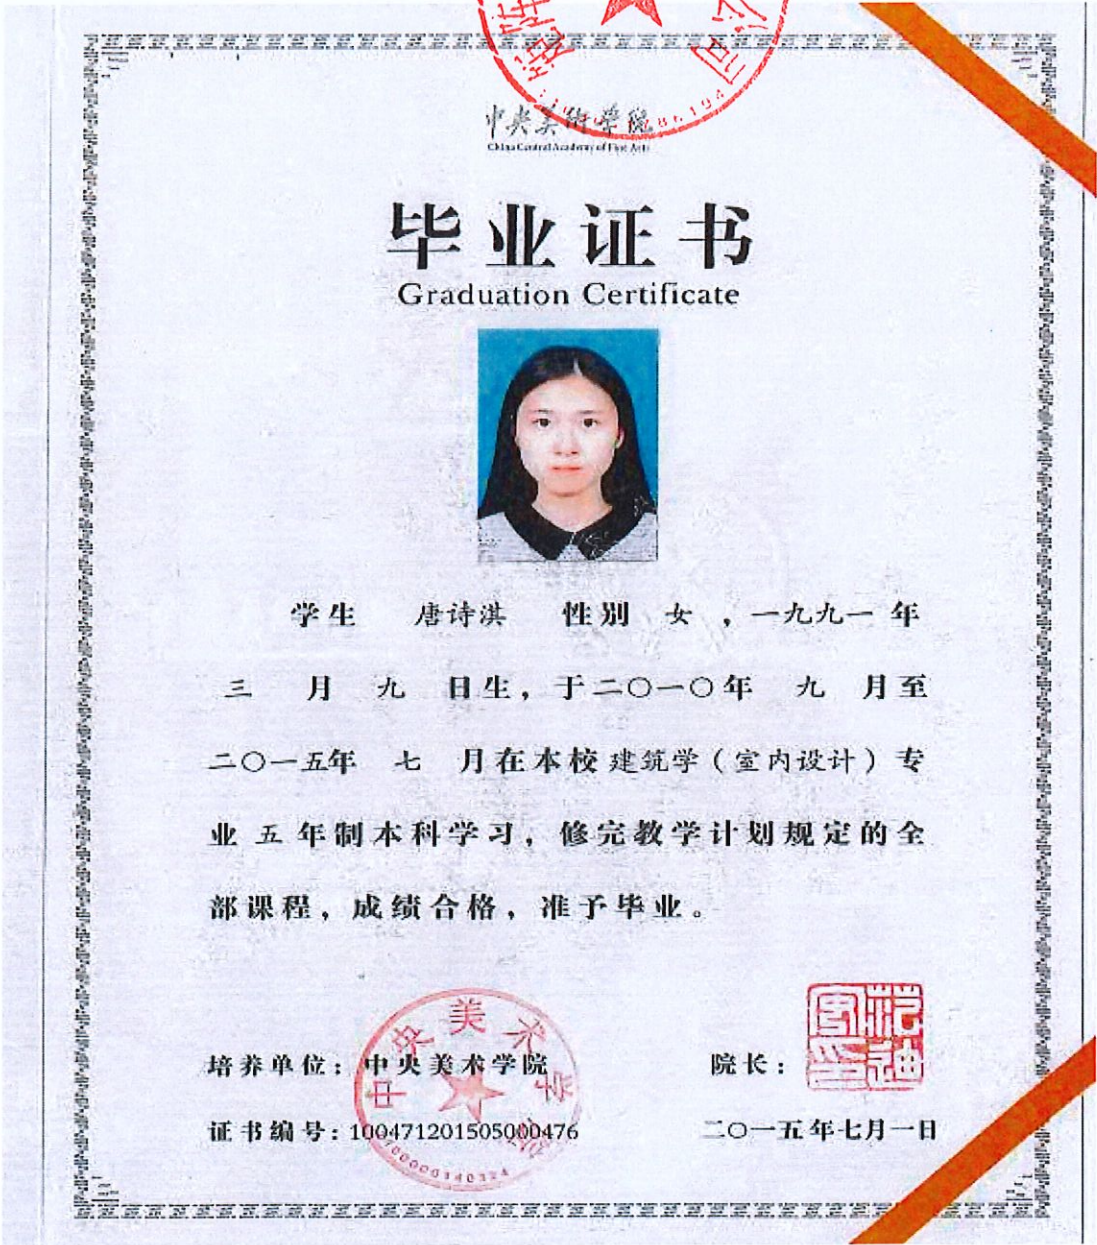 中央美術学院
China Central Academy of Fine Arts
毕业证书
Graduation Certificate
学生 唐诗淇 性别 女 ，一九九一 年
三 月 九 日生，于二〇一〇年 九 月至
二〇一五年 七 月在本校 建筑学（室内设计）专
业 五 年制本科学习，修完教学计划规定的全
部课程，成绩合格，准予毕业。
中央美术学院
培养单位：中央美术学院
院长：
证书编号：100471201505000476
二〇一五年七月一日